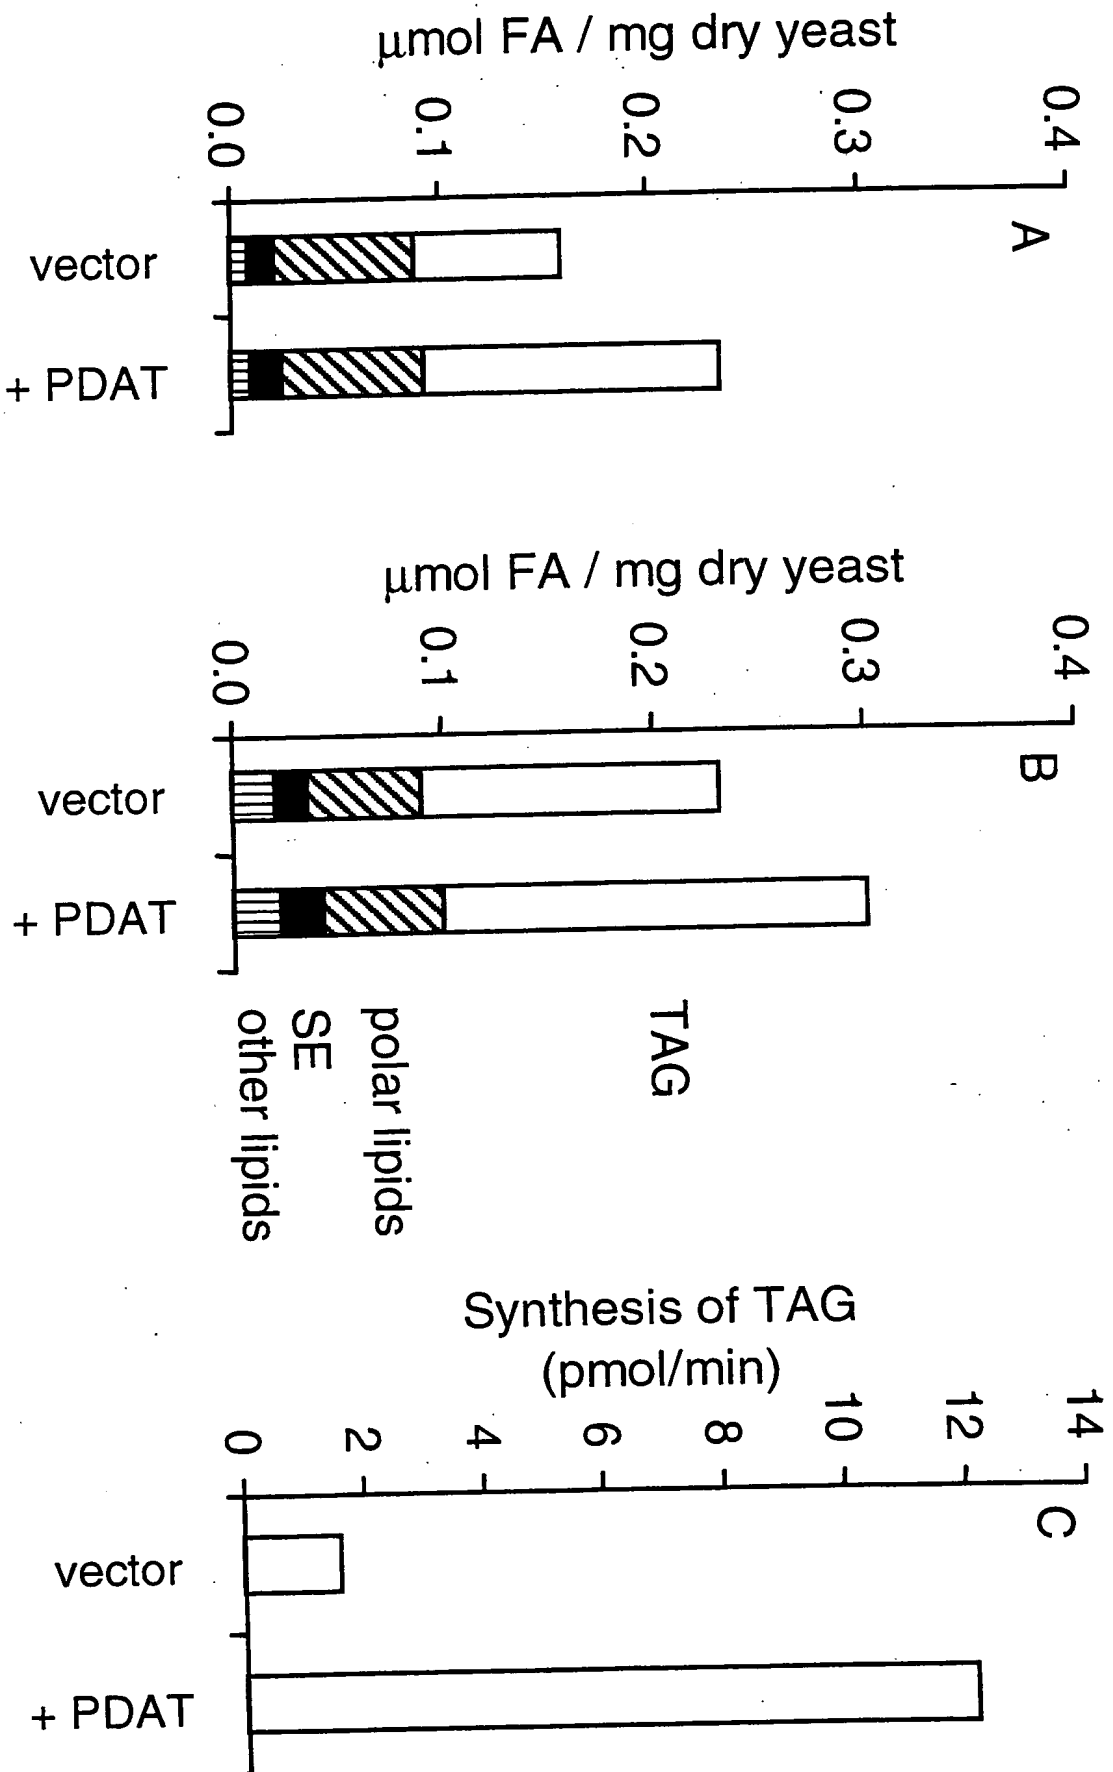 µmol FA / mg dry yeast
0.4
0.3
0.2
0.1
0.0
A
vector
+ PDAT
µmol FA / mg dry yeast
0.4
0.3
0.2
0.1
0.0
B
vector
+ PDAT
TAG
polar lipids
SE
other lipids
Synthesis of TAG
(pmol/min)
14
12
10
8
6
4
2
0
C
vector
+ PDAT